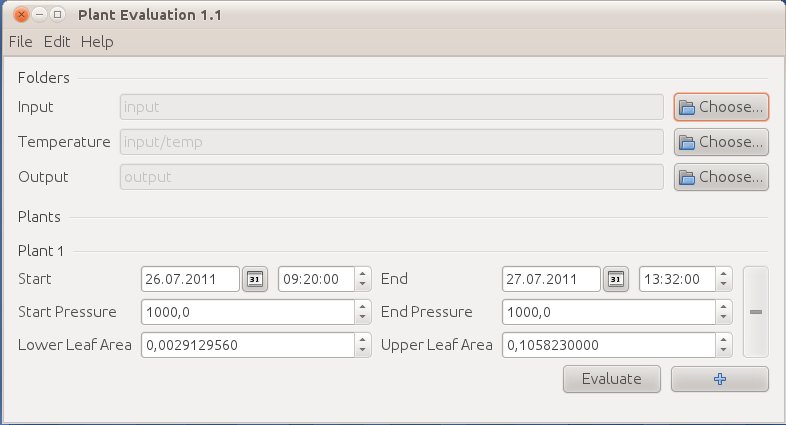 Plant Evaluation 1.1
File Edit Help
Folders
Input input Choose...
Temperature input/temp Choose...
Output output Choose...
Plants
Plant 1
Start 26.07.2011 31 09:20:00 End 27.07.2011 31 13:32:00
Start Pressure 1000,0 End Pressure 1000,0
Lower Leaf Area 0,0029129560 Upper Leaf Area 0,1058230000
Evaluate